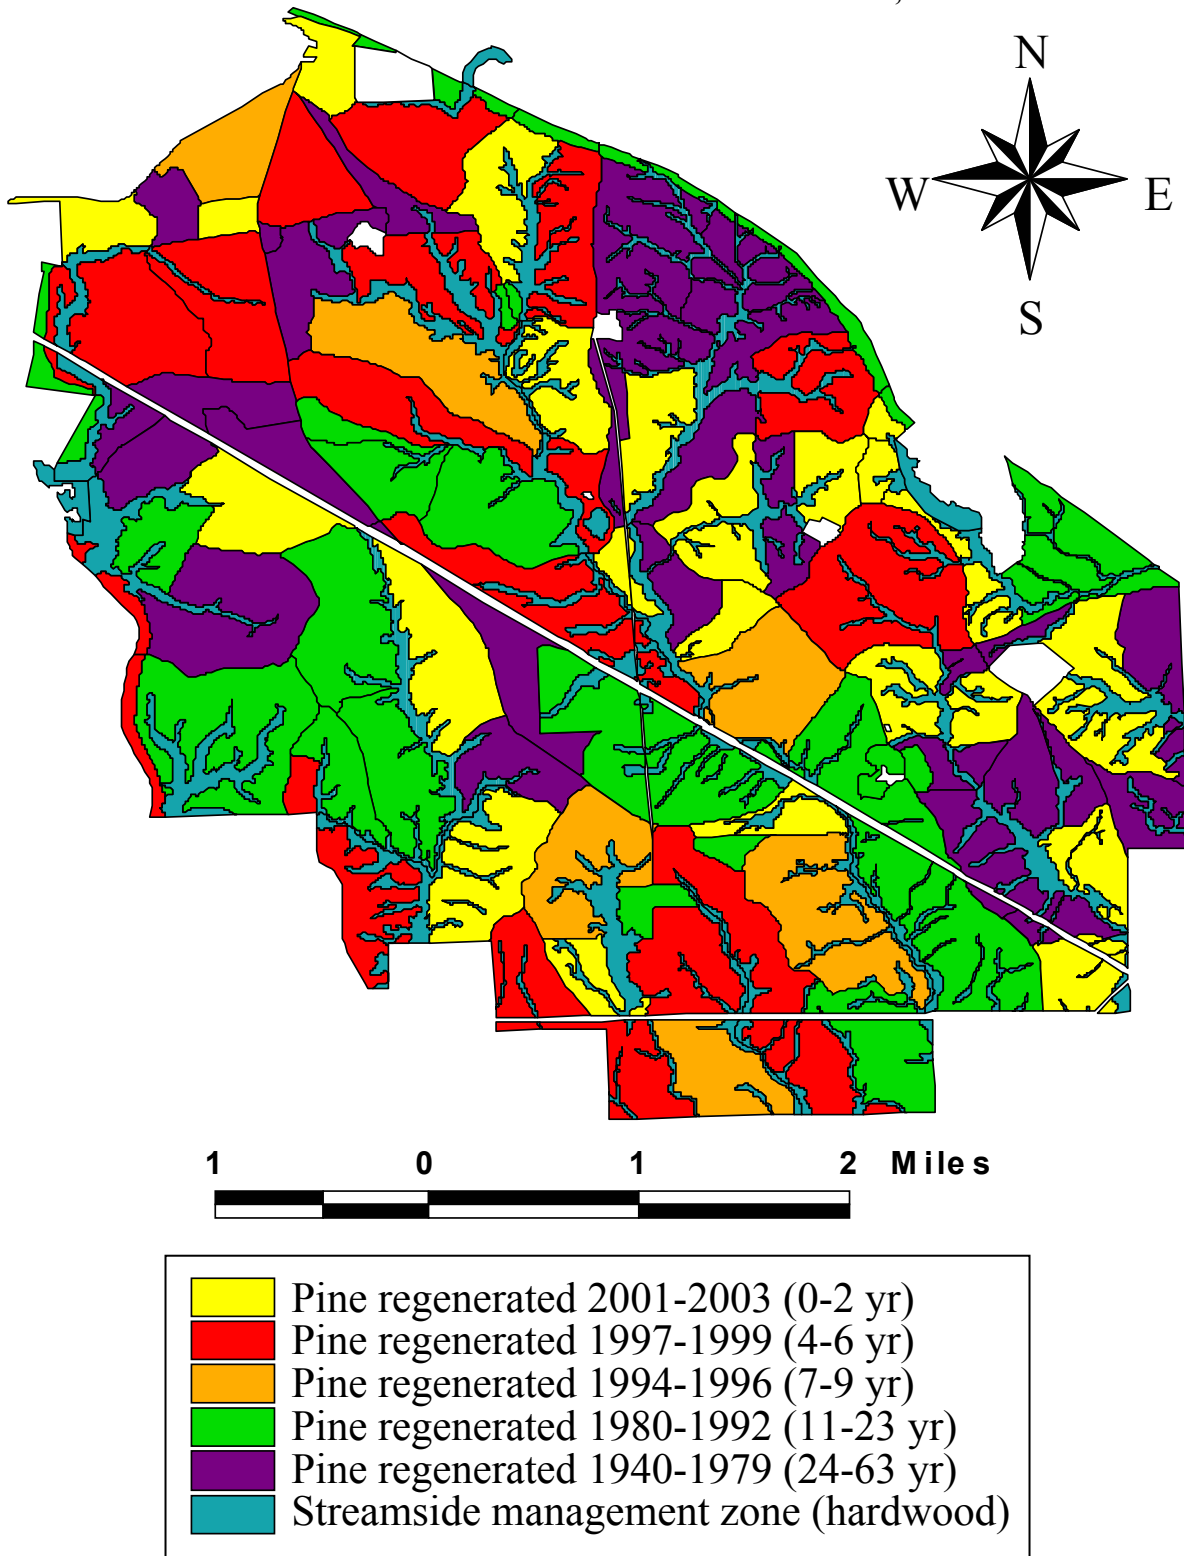 N
W E
S
1 0 1 2 Miles
Pine regenerated 2001-2003 (0-2 yr)
Pine regenerated 1997-1999 (4-6 yr)
Pine regenerated 1994-1996 (7-9 yr)
Pine regenerated 1980-1992 (11-23 yr)
Pine regenerated 1940-1979 (24-63 yr)
Streamside management zone (hardwood)